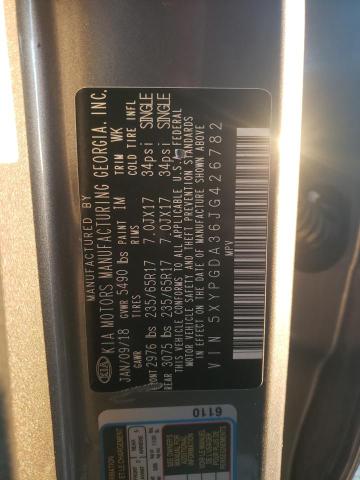 MANUFACTURED BY
KIA KIA MOTORS MANUFACTURING GEORGIA, INC.
JAN/09/18 GVWR 5490 lbs PAINT IM TRIM WK
GAWR TIRES RIMS COLD TIRE INFL
FRONT 2976 lbs 235/65R17 7.0JX17 34psi SINGLE
REAR 3075 lbs 235/65R17 7.0JX17 34psi SINGLE
THIS VEHICLE CONFORMS TO ALL APPLICABLE U.S.A. FEDERAL
MOTOR VEHICLE SAFETY AND THEFT PREVENTION STANDARDS
IN EFFECT ON THE DATE OF MANUFACTURE SHOWN ABOVE
VIN 5XYPGDA36JG426782
MPV
6110